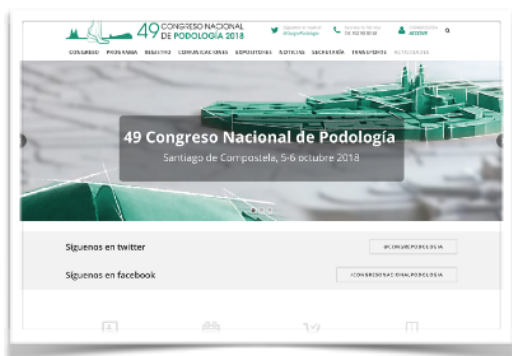 49 CONGRESO NACIONAL
DE PODOLOGÍA 2018
ACCEDER
CONGRESO PROGRAMA REGISTRO COMUNICACIONES EXPOSITORES NOTICIAS SECRETARÍA TRANSPORTE ACTIVIDADES
49 Congreso Nacional de Podología
Santiago de Compostela, 5-6 octubre 2018
Síguenos en twitter
@CONGREPODOLOGIA
Síguenos en facebook
/CONGRESONACIONALPODOLOGIA